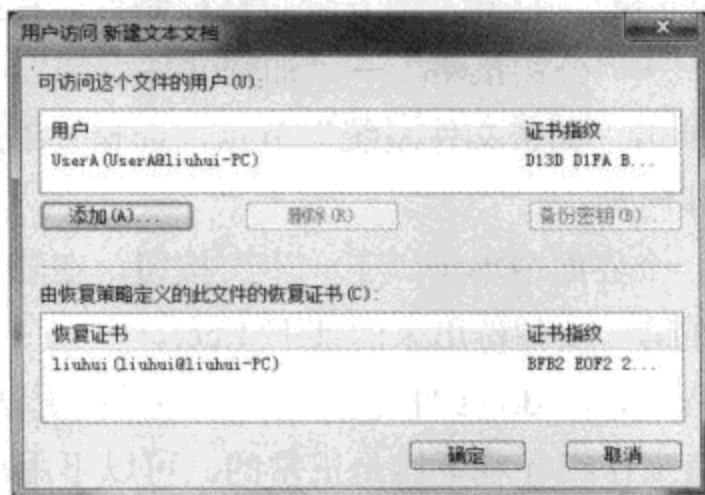 用户访问 新建文本文档
可访问这个文件的用户(U):
用户 证书指纹
UserA(UserA@liuhui-PC) D13D D1FA B...
添加(A)... 删除(R) 备份密钥(B)...
由恢复策略定义的此文件的恢复证书(C):
恢复证书 证书指纹
liuhui(liuhui@liuhui-PC) BFB2 E0F2 2...
确定 取消